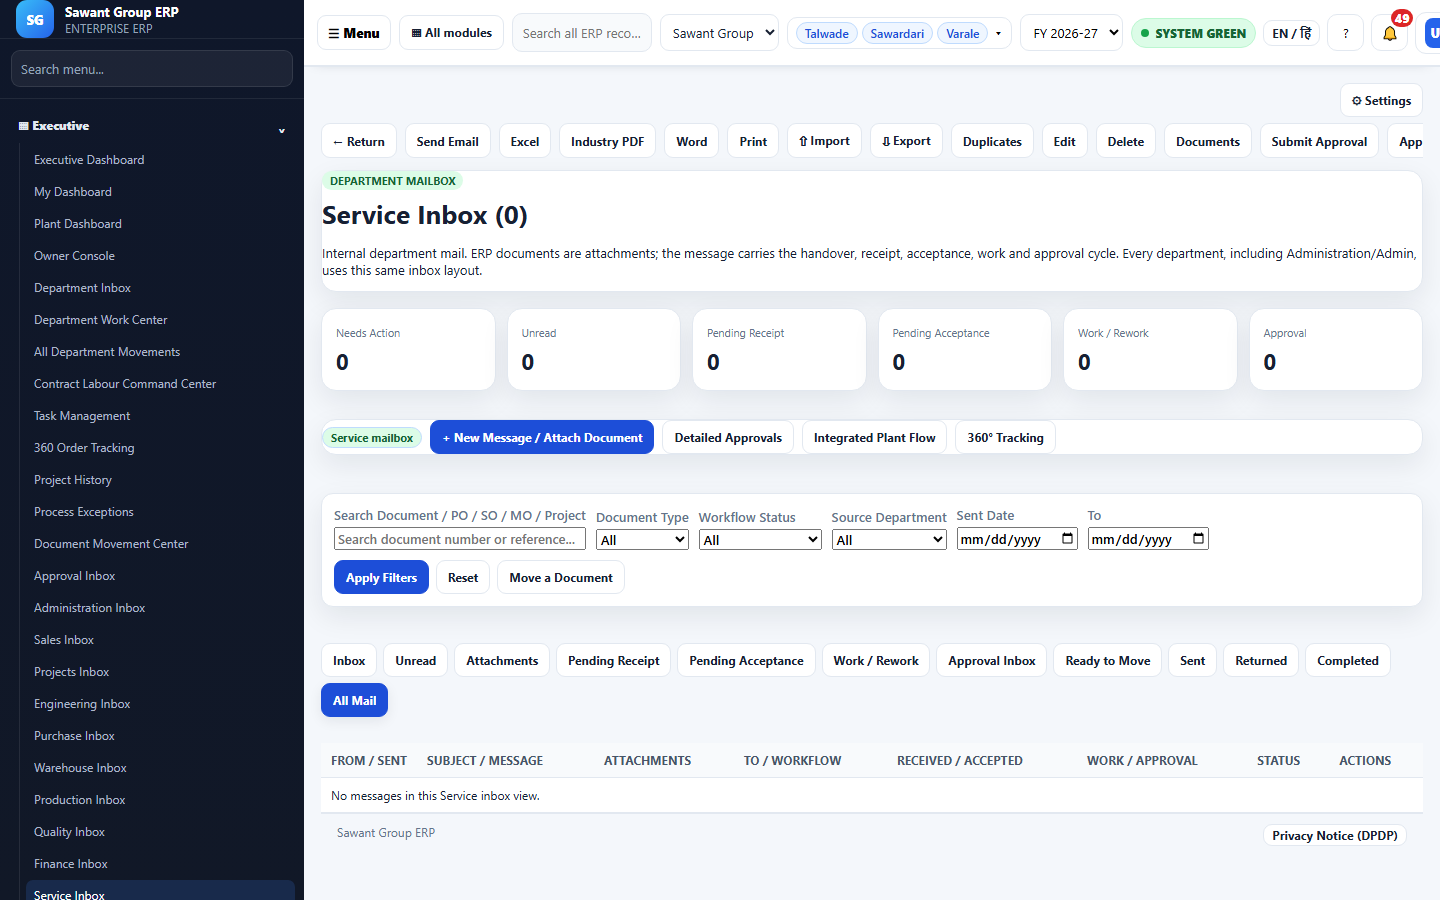 SG
Sawant Group ERP
ENTERPRISE ERP
Search menu...
Executive
Executive Dashboard
My Dashboard
Plant Dashboard
Owner Console
Department Inbox
Department Work Center
All Department Movements
Contract Labour Command Center
Task Management
360 Order Tracking
Project History
Process Exceptions
Document Movement Center
Approval Inbox
Administration Inbox
Sales Inbox
Projects Inbox
Engineering Inbox
Purchase Inbox
Warehouse Inbox
Production Inbox
Quality Inbox
Finance Inbox
Service Inbox
☰ Menu
All modules
Search all ERP reco...
Sawant Group
Talwade Sawardari Varale
FY 2026-27
SYSTEM GREEN
EN / हिं
?
49
U
⚙ Settings
← Return
Send Email
Excel
Industry PDF
Word
Print
⇧ Import
⇩ Export
Duplicates
Edit
Delete
Documents
Submit Approval
App
DEPARTMENT MAILBOX
Service Inbox (0)
Internal department mail. ERP documents are attachments; the message carries the handover, receipt, acceptance, work and approval cycle. Every department, including Administration/Admin,
uses this same inbox layout.
Needs Action
0
Unread
0
Pending Receipt
0
Pending Acceptance
0
Work / Rework
0
Approval
0
Service mailbox
+ New Message / Attach Document
Detailed Approvals
Integrated Plant Flow
360° Tracking
Search Document / PO / SO / MO / Project
Search document number or reference...
Document Type
All
Workflow Status
All
Source Department
All
Sent Date
mm/dd/yyyy
To
mm/dd/yyyy
Apply Filters
Reset
Move a Document
Inbox
Unread
Attachments
Pending Receipt
Pending Acceptance
Work / Rework
Approval Inbox
Ready to Move
Sent
Returned
Completed
All Mail
FROM / SENT SUBJECT / MESSAGE ATTACHMENTS TO / WORKFLOW RECEIVED / ACCEPTED WORK / APPROVAL STATUS ACTIONS
No messages in this Service inbox view.
Sawant Group ERP
Privacy Notice (DPDP)